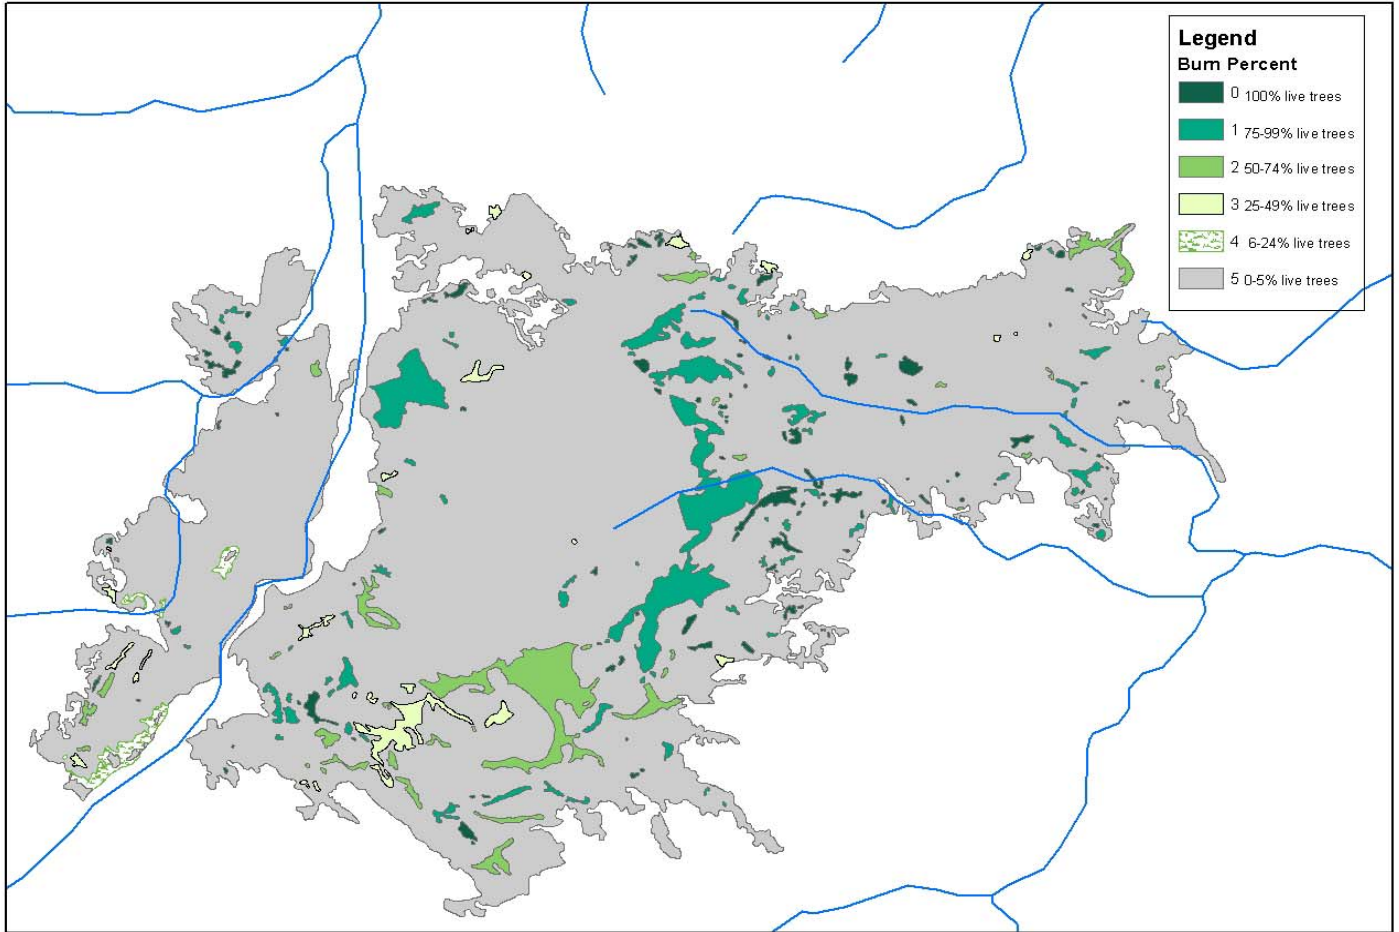 Legend
Burn Percent
0 100% live trees
1 75-99% live trees
2 50-74% live trees
3 25-49% live trees
4 6-24% live trees
5 0-5% live trees